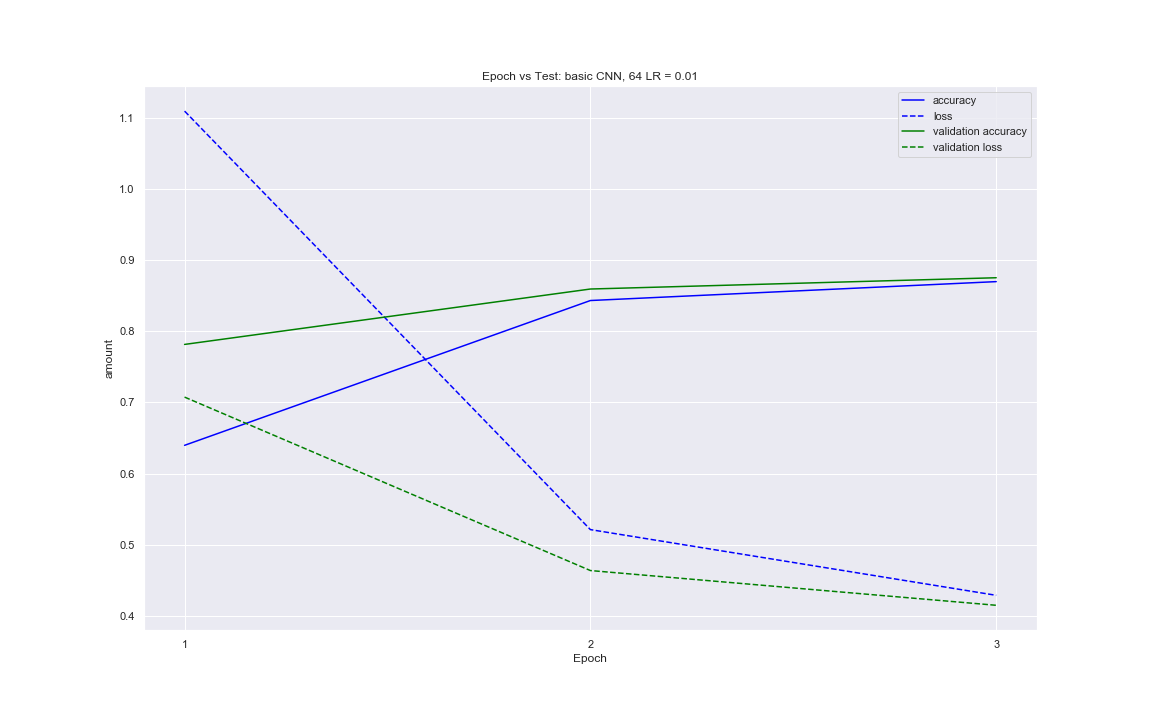 Epoch vs Test: basic CNN, 64 LR = 0.01
accuracy
loss
validation accuracy
validation loss
1.1
1.0
0.9
0.8
0.7
0.6
0.5
0.4
amount
1 2 3
Epoch